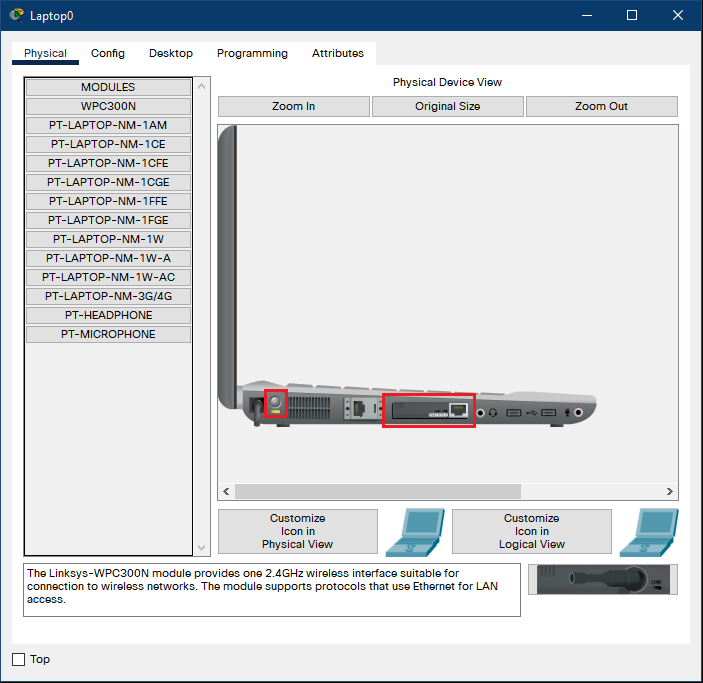 Laptop0
Physical
Config
Desktop
Programming
Attributes
MODULES
WPC300N
PT-LAPTOP-NM-1AM
PT-LAPTOP-NM-1CE
PT-LAPTOP-NM-1CFE
PT-LAPTOP-NM-1CGE
PT-LAPTOP-NM-1FFE
PT-LAPTOP-NM-1FGE
PT-LAPTOP-NM-1W
PT-LAPTOP-NM-1W-A
PT-LAPTOP-NM-1W-AC
PT-LAPTOP-NM-3G/4G
PT-HEADPHONE
PT-MICROPHONE
Physical Device View
Zoom In
Original Size
Zoom Out
Customize
Icon in
Physical View
Customize
Icon in
Logical View
The Linksys-WPC300N module provides one 2.4GHz wireless interface suitable for
connection to wireless networks. The module supports protocols that use Ethernet for LAN
access.
Top